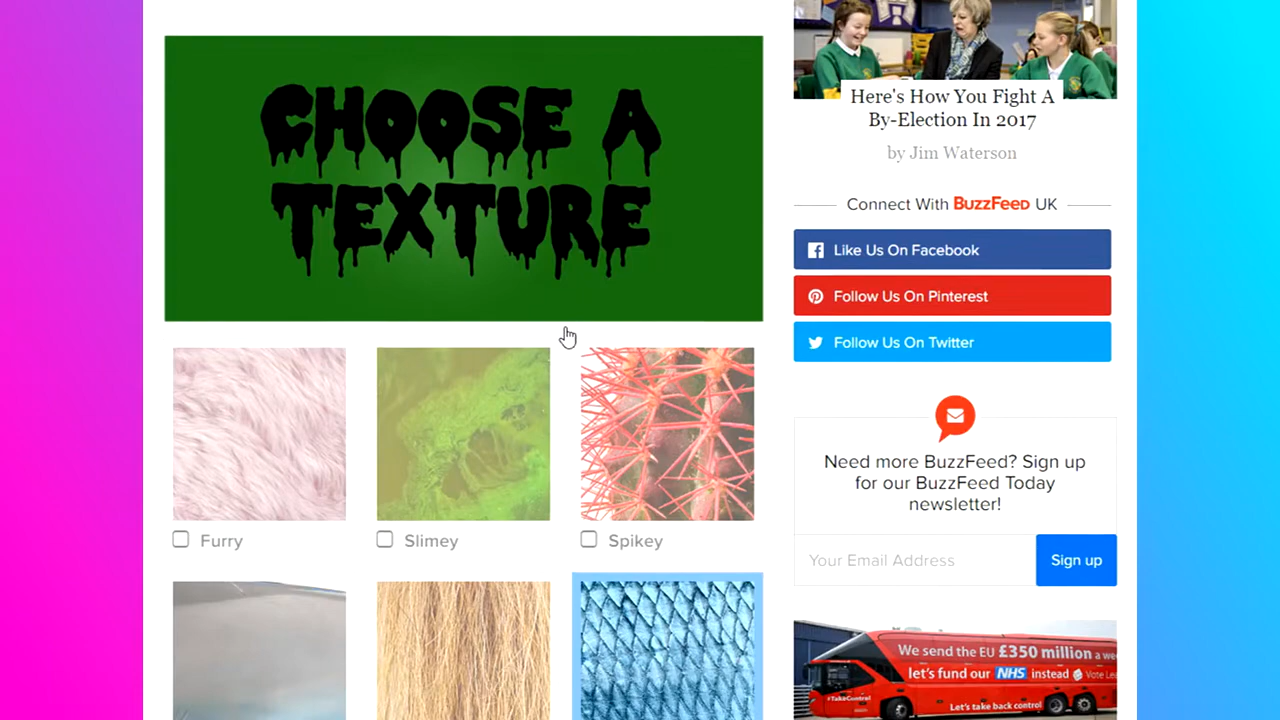 CHOOSE A
TEXTURE
Furry
Slimey
Spikey
Here's How You Fight A
By-Election In 2017
by Jim Waterson
Connect With BuzzFeed UK
Like Us On Facebook
Follow Us On Pinterest
Follow Us On Twitter
Need more BuzzFeed? Sign up
for our BuzzFeed Today
newsletter!
Your Email Address
Sign up
We send the EU £350 million a we
let's fund our NHS instead Vote Lea
#TakeControl
Let's take back control